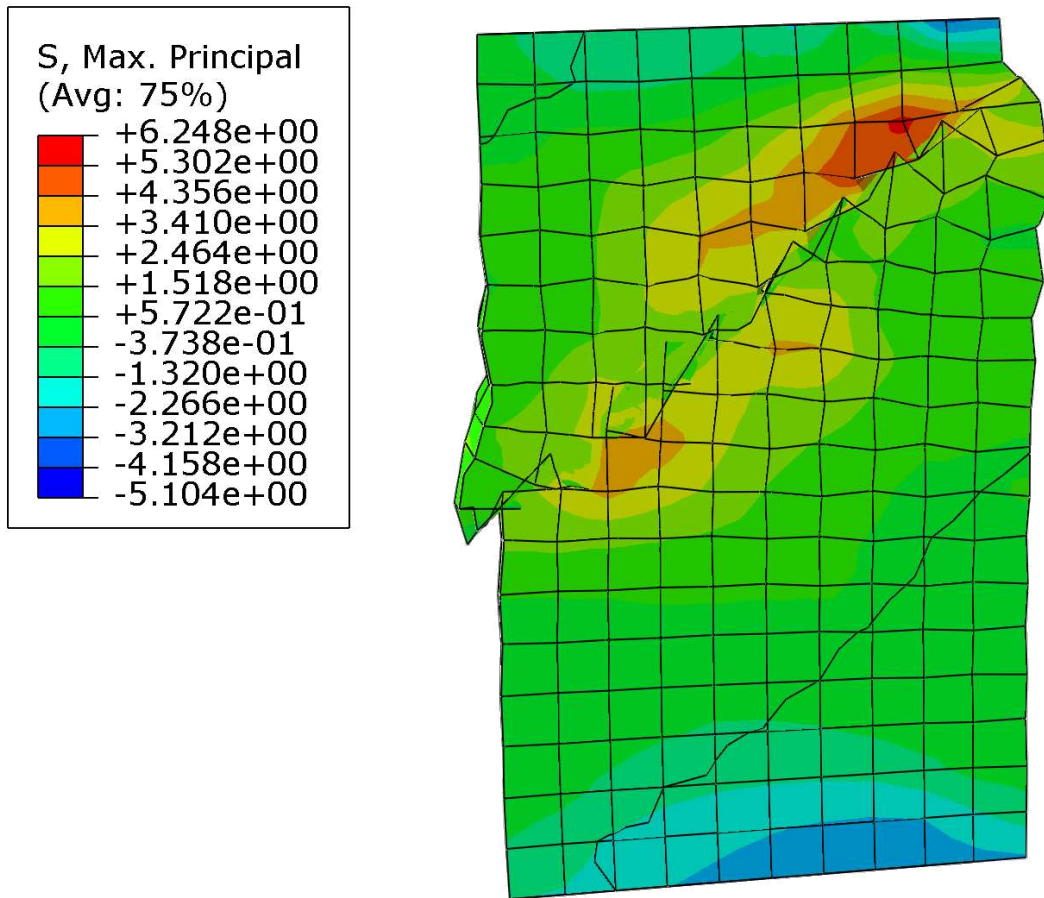 S, Max. Principal
(Avg: 75%)
+6.248e+00
+5.302e+00
+4.356e+00
+3.410e+00
+2.464e+00
+1.518e+00
+5.722e-01
-3.738e-01
-1.320e+00
-2.266e+00
-3.212e+00
-4.158e+00
-5.104e+00